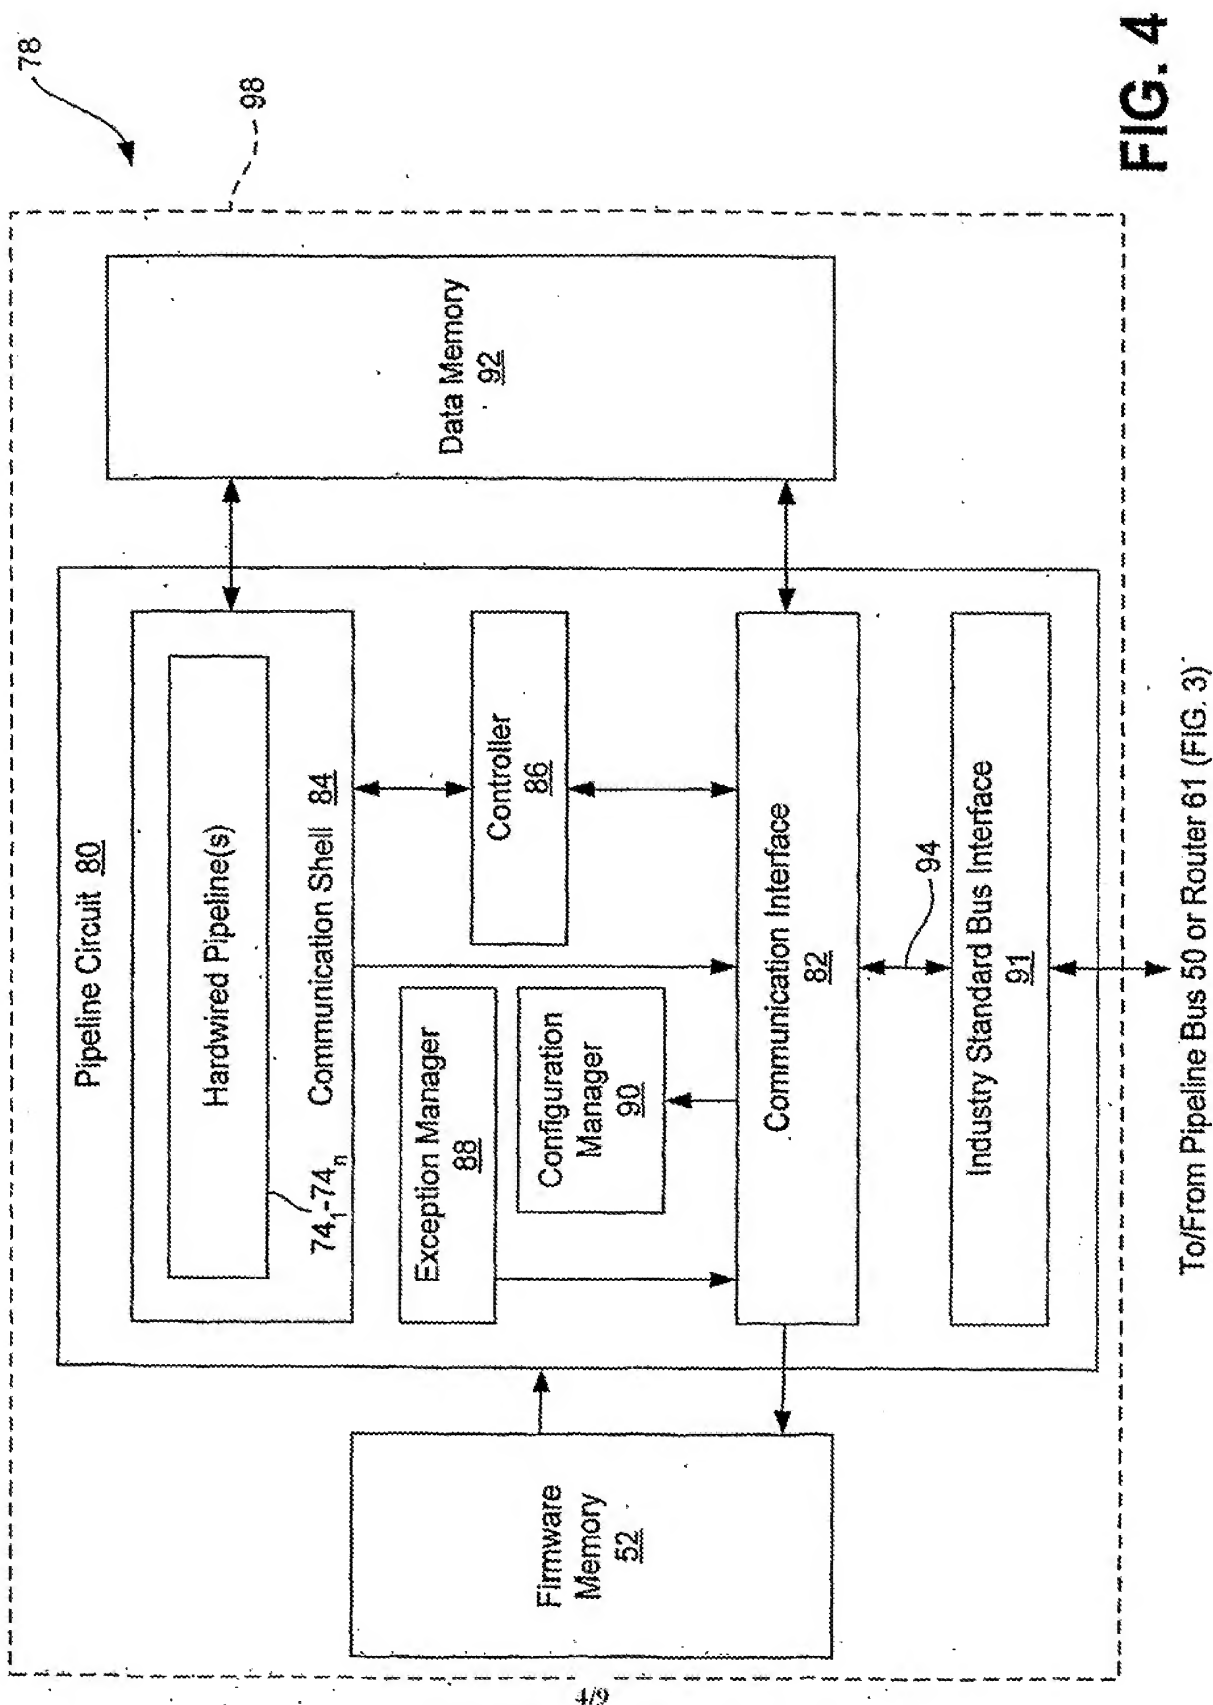 78
98
Pipeline Circuit 80
Hardwired Pipeline(s)
74₁-74ₙ
Communication Shell 84
Controller
86
Exception Manager
88
Configuration
Manager
90
Communication Interface
82
94
Industry Standard Bus Interface
91
Firmware
Memory
52
Data Memory
92
To/From Pipeline Bus 50 or Router 61 (FIG. 3)
FIG. 4